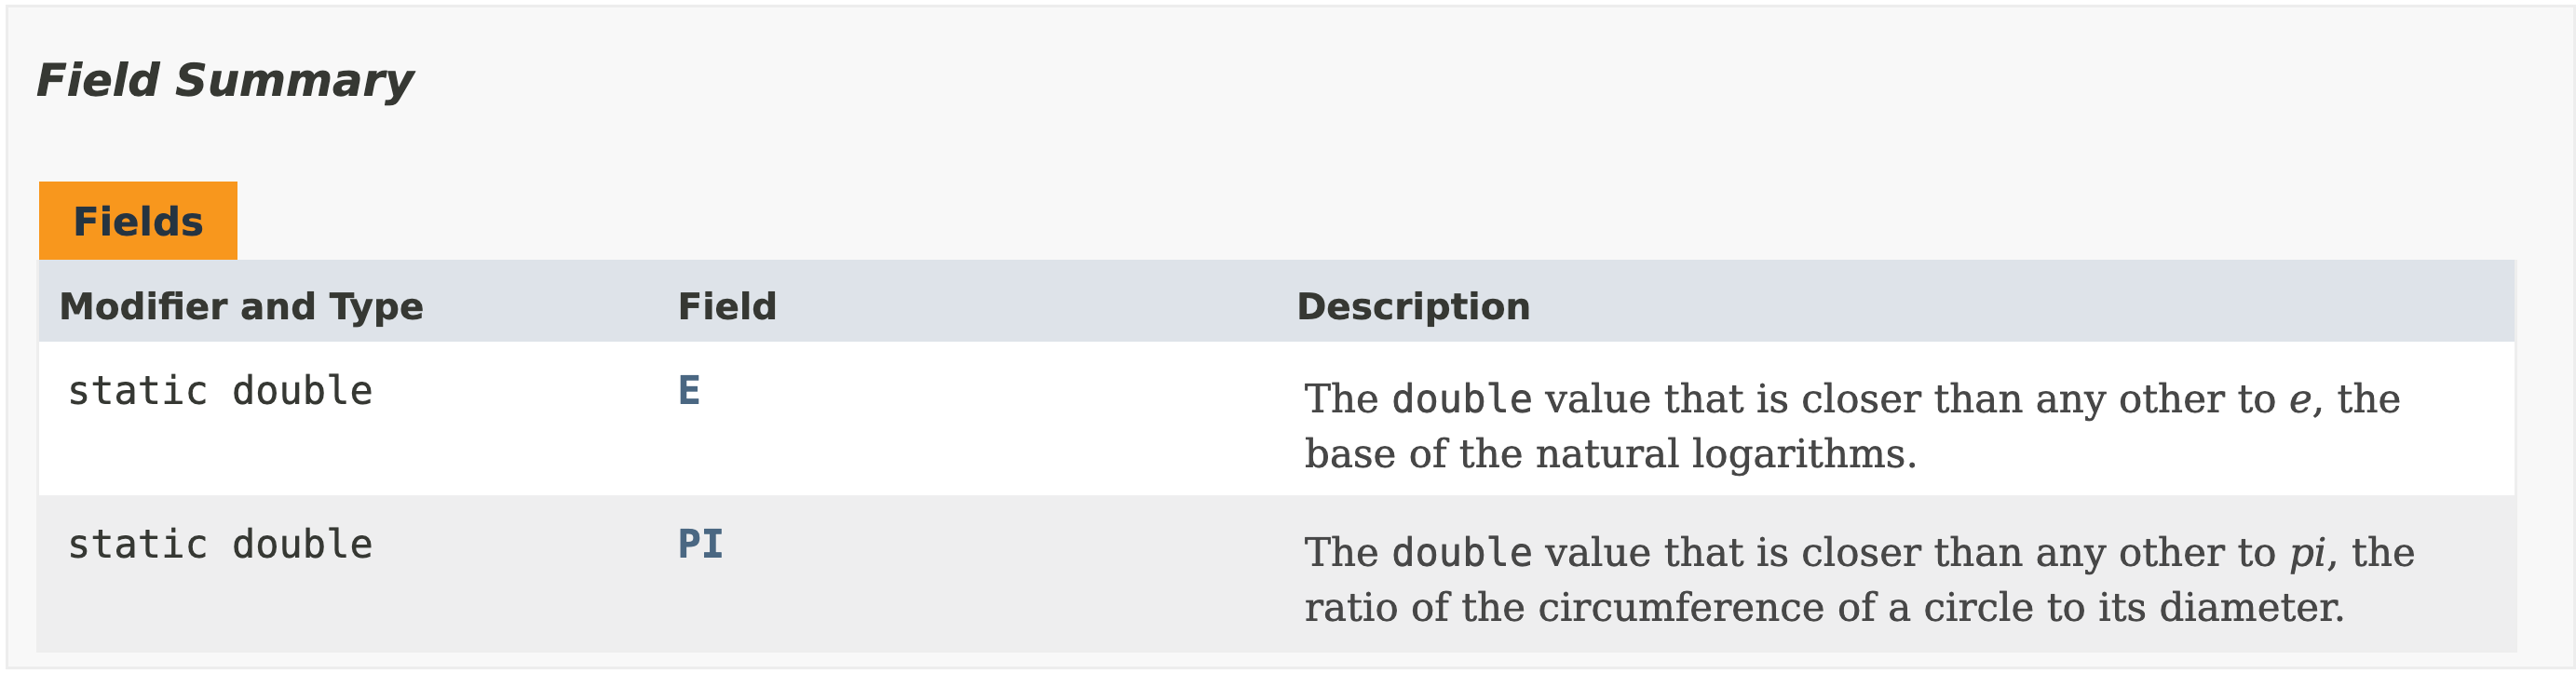 Field Summary
Fields
Modifier and Type Field Description
static double E The double value that is closer than any other to e, the
base of the natural logarithms.
static double PI The double value that is closer than any other to pi, the
ratio of the circumference of a circle to its diameter.